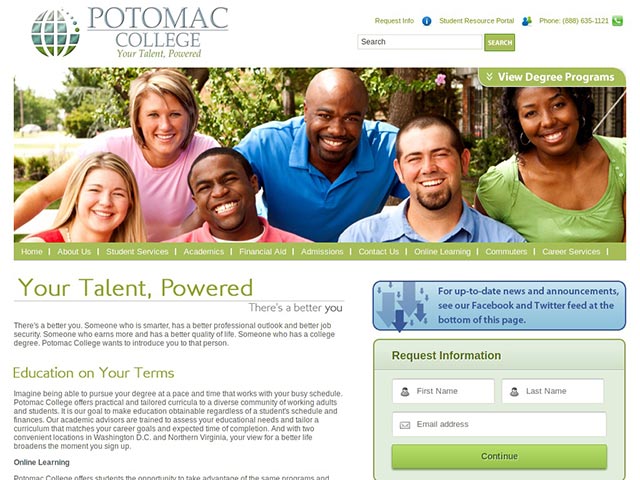 POTOMAC
COLLEGE
Your Talent, Powered
Request Info
Student Resource Portal
Phone: (888) 635-1121
Search
SEARCH
View Degree Programs
Home | About Us | Student Services | Academics | Financial Aid | Admissions | Contact Us | Online Learning | Commuters | Career Services |
Your Talent, Powered
There's a better you
There's a better you. Someone who is smarter, has a better professional outlook and better job
security. Someone who earns more and has a better quality of life. Someone who has a college
degree. Potomac College wants to introduce you to that person.
Education on Your Terms
Imagine being able to pursue your degree at a pace and time that works with your busy schedule.
Potomac College offers practical and tailored curricula to a diverse community of working adults
and students. It is our goal to make education obtainable regardless of a student's schedule and
finances. Our academic advisors are trained to assess your educational needs and tailor a
curriculum that matches your career goals and expected time of completion. And with two
convenient locations in Washington D.C. and Northern Virginia, your view for a better life
broadens the moment you sign up.
Online Learning
Potomac College offers students the opportunity to take advantage of the same programs and
For up-to-date news and announcements,
see our Facebook and Twitter feed at the
bottom of this page.
Request Information
First Name
Last Name
Email address
Continue